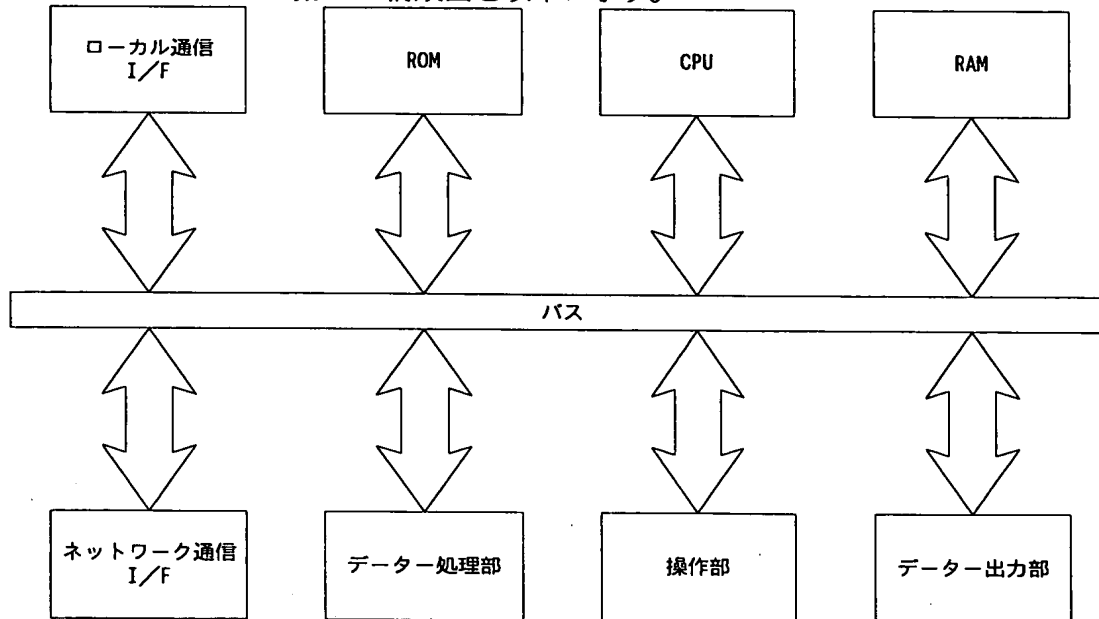 ローカル通信
I/F
ROM
CPU
RAM
バス
ネットワーク通信
I/F
データー処理部
操作部
データー出力部